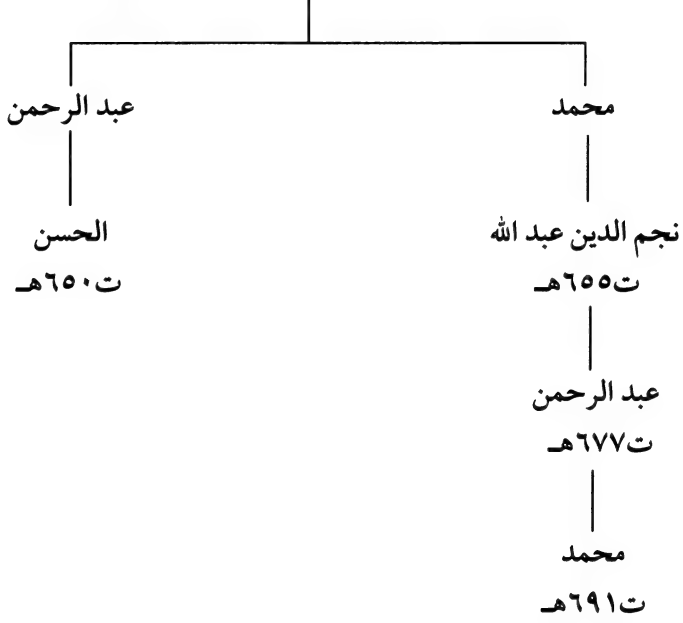 محمد
عبد الرحمن
نجم الدين عبد الله
الحسن
ت٦٥٥هـ
ت٦٥٠هـ
عبد الرحمن
ت٦٧٧هـ
محمد
ت٦٩١هـ